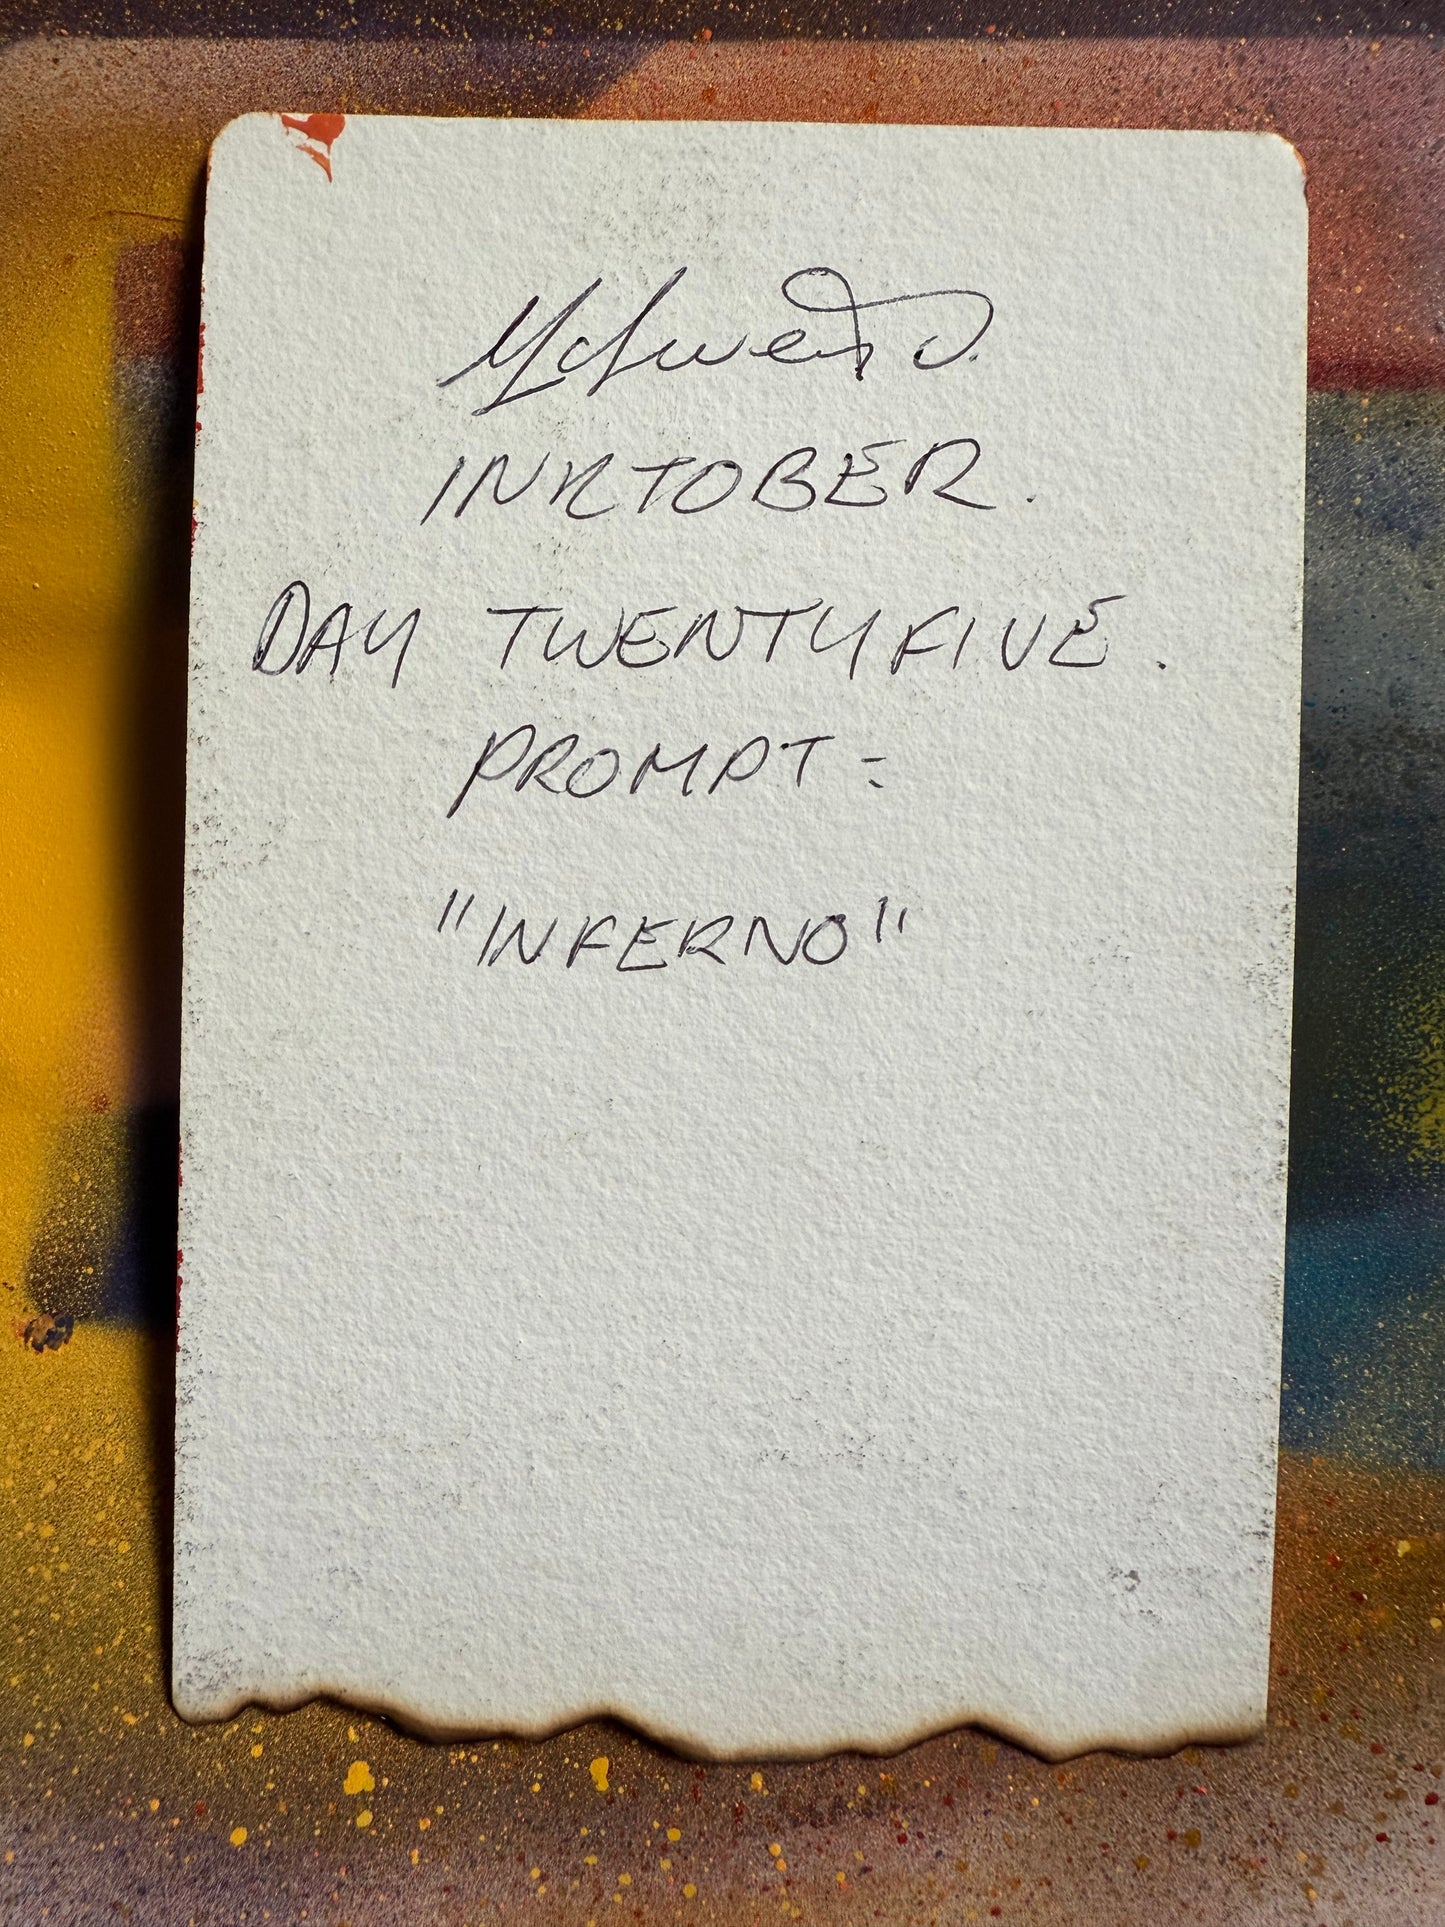 INKTOBER.
DAY TWENTYFIVE.
PROMPT =
"INFERNO"